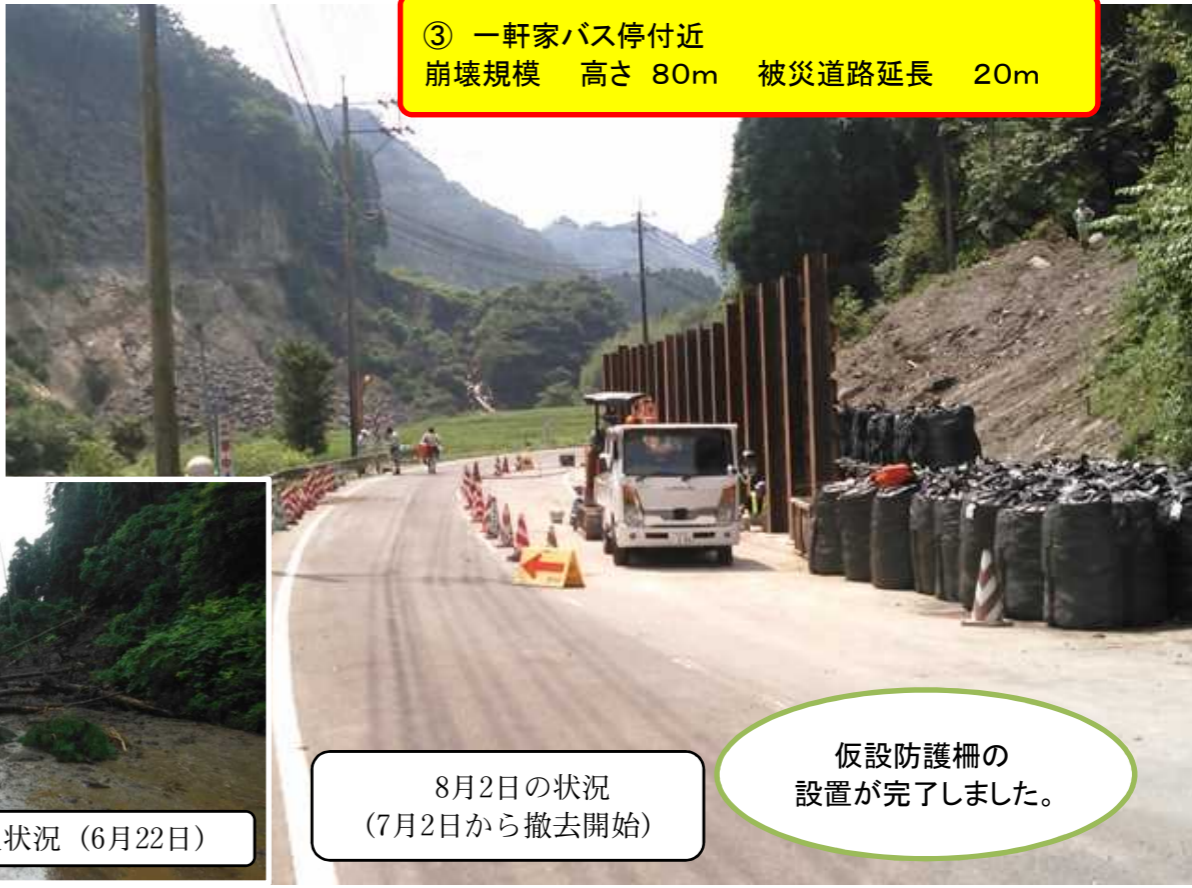 ③ 一軒家バス停付近
崩壊規模 高さ 80m 被災道路延長 20m
仮設防護柵の
設置が完了しました。
8月2日の状況
(7月2日から撤去開始)
状況 (6月22日)